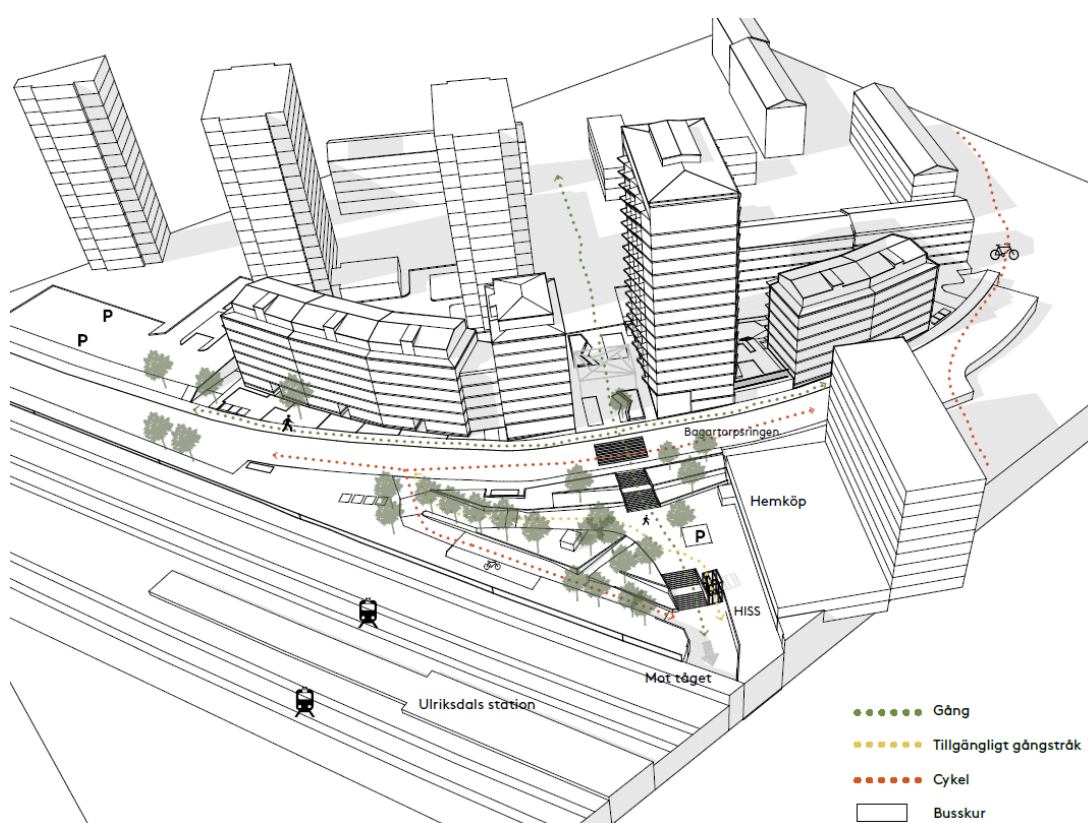 P
P
Bagartorpsringen
Hemköp
P
HISS
Mot tåget
Ulriksdals station
Gång
Tillgängligt gångstråk
Cykel
Busskur